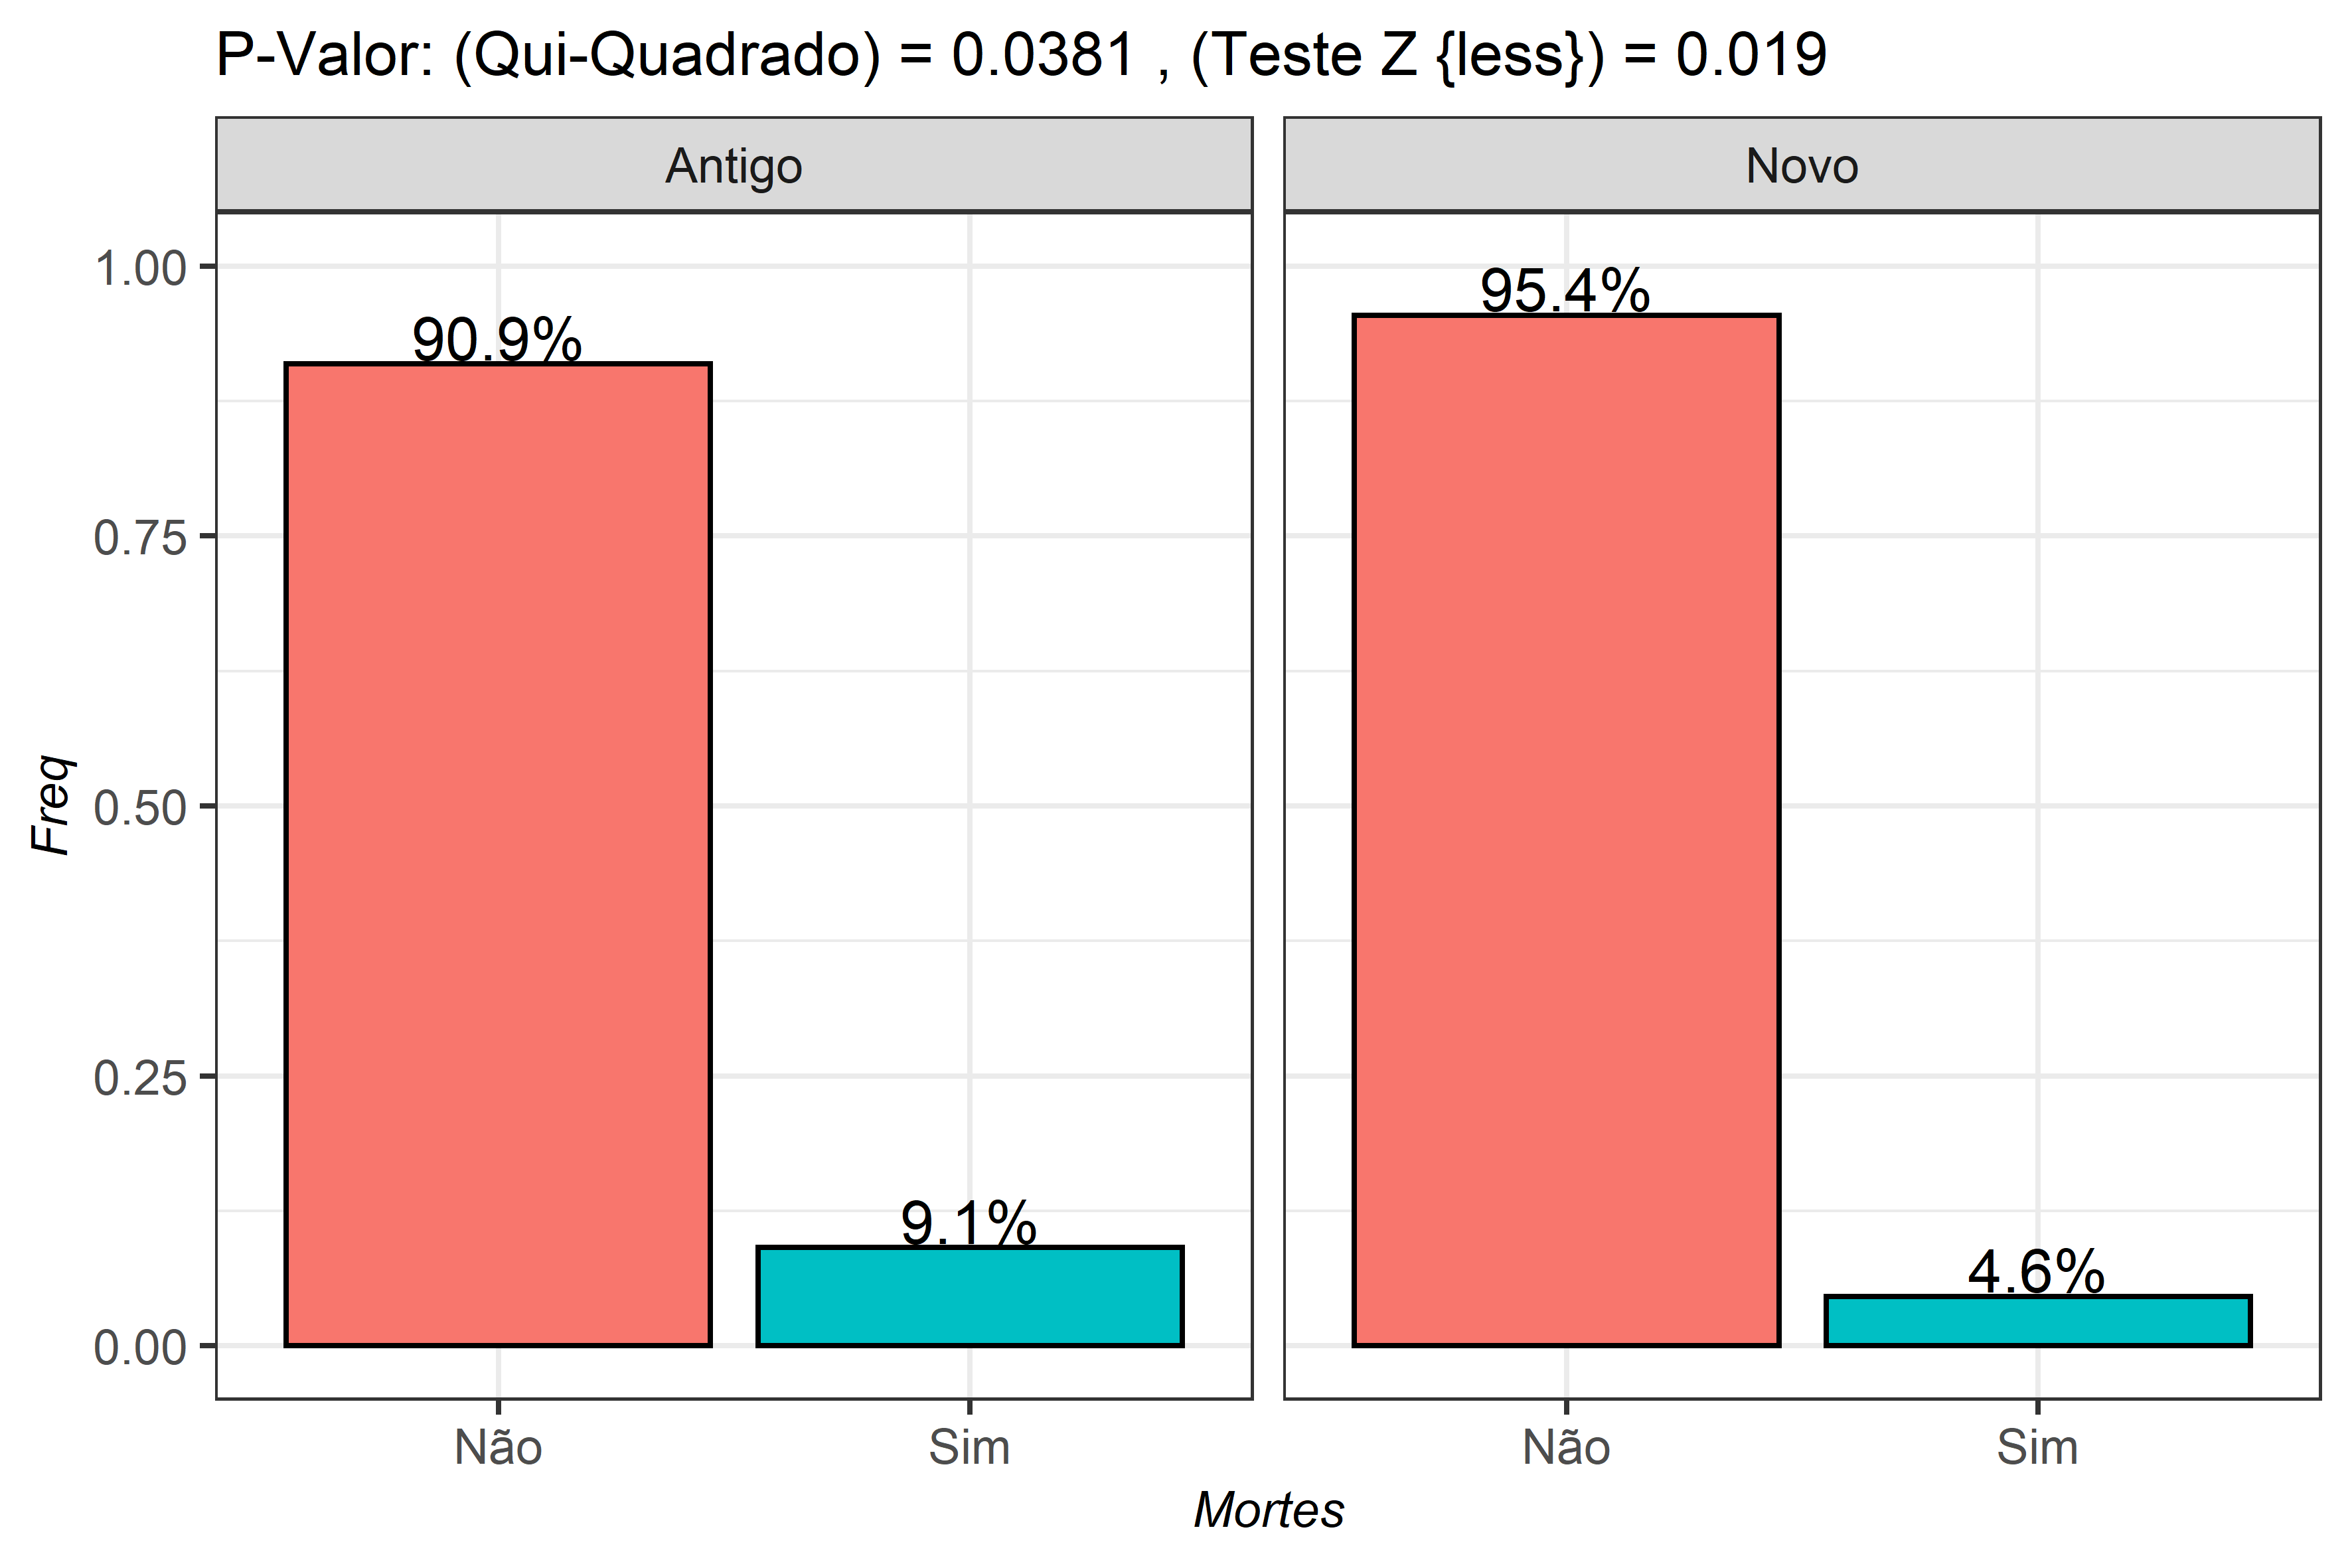 P-Valor: (Qui-Quadrado) = 0.0381 , (Teste Z {less}) = 0.019
Antigo
Novo
1.00
0.75
0.50
0.25
0.00
Freq
90.9%
9.1%
95.4%
4.6%
Não
Sim
Não
Sim
Mortes